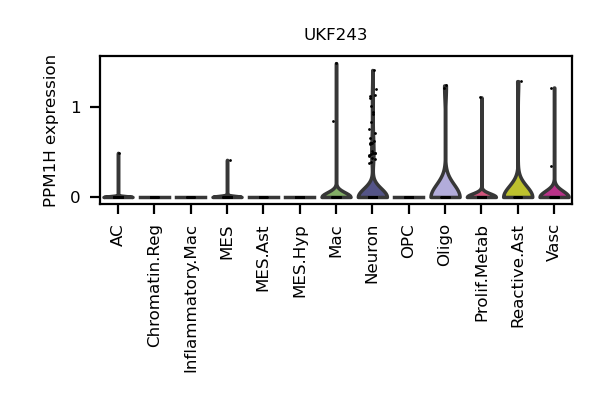 UKF243
PPM1H expression
1
0
AC
Chromatin.Reg
Inflammatory.Mac
MES
MES.Ast
MES.Hyp
Mac
Neuron
OPC
Oligo
Prolif.Metab
Reactive.Ast
Vasc